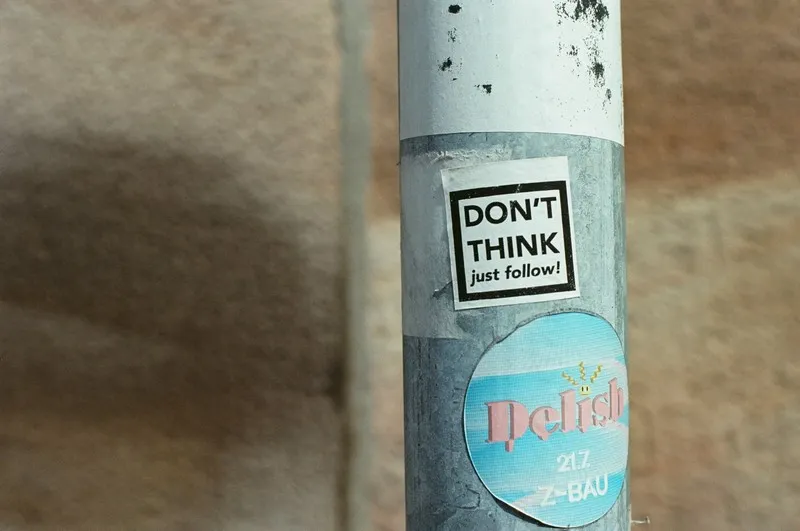 DON'T
THINK
just follow!
Delish
21.7.
Z-BAU